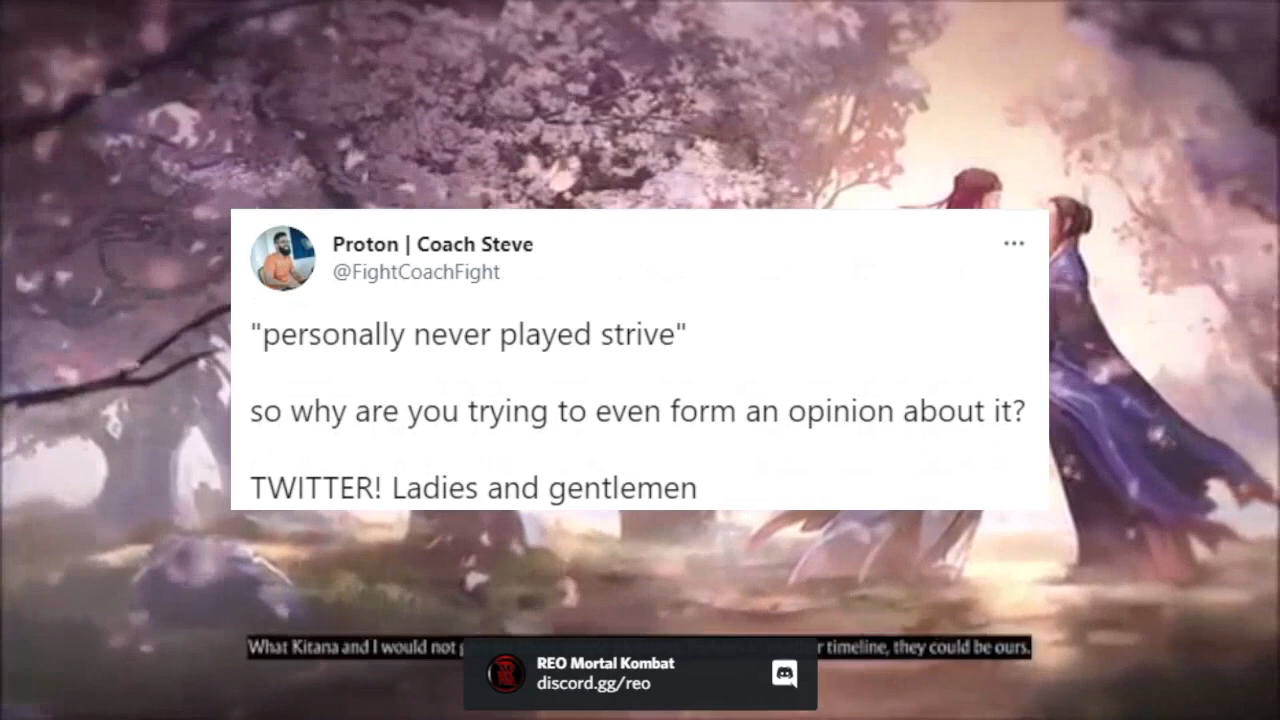 Proton | Coach Steve
@FightCoachFight
"personally never played strive"
so why are you trying to even form an opinion about it?
TWITTER! Ladies and gentlemen
What Kitana and I would not
timeline, they could be ours.
REO Mortal Kombat
discord.gg/reo